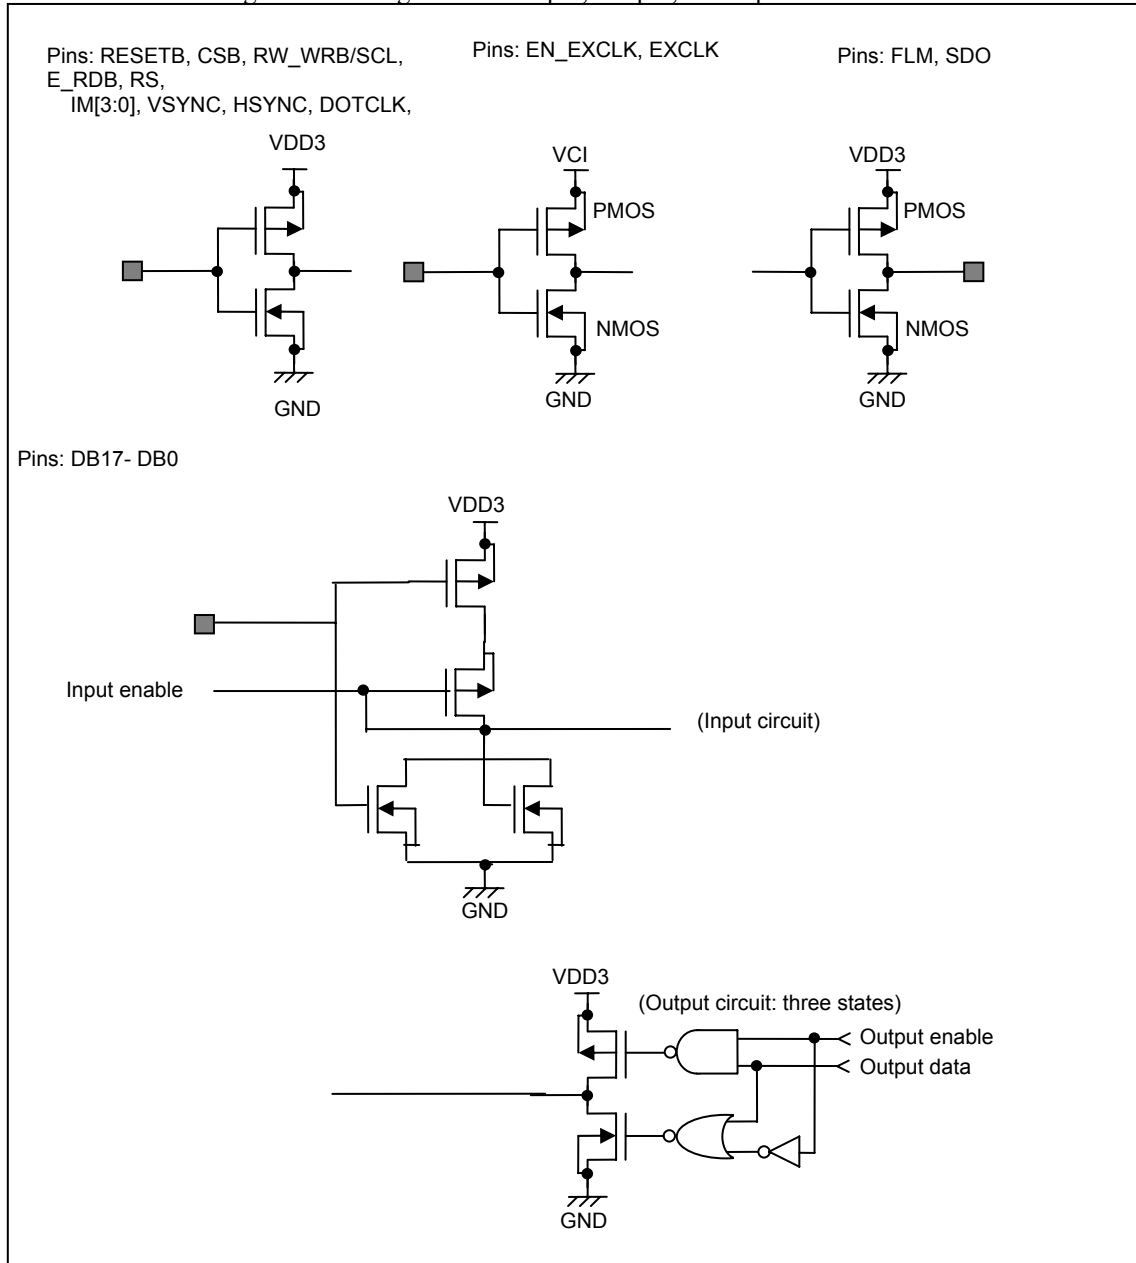 Pins: RESETB, CSB, RW_WRB/SCL,
E_RDB, RS,
IM[3:0], VSYNC, HSYNC, DOTCLK,
Pins: EN_EXCLK, EXCLK
Pins: FLM, SDO
VDD3
VCI
VDD3
PMOS
PMOS
NMOS
NMOS
GND
GND
GND
Pins: DB17- DB0
VDD3
Input enable
(Input circuit)
GND
VDD3
(Output circuit: three states)
Output enable
Output data
GND